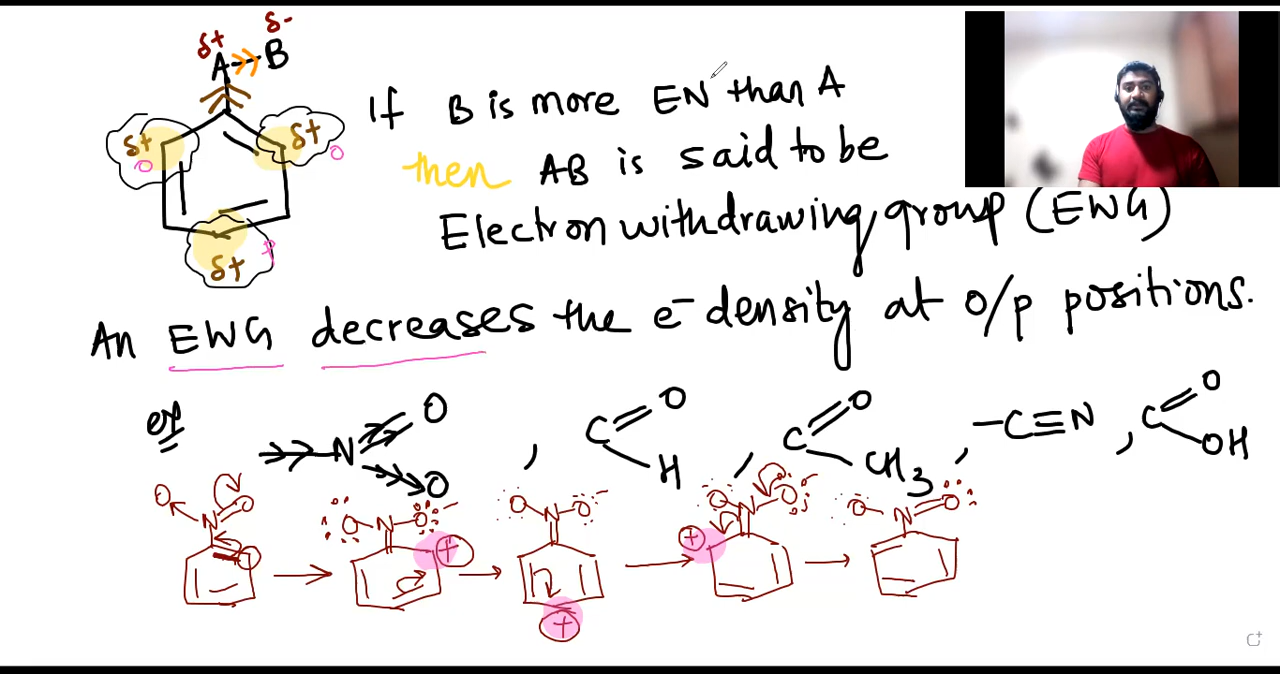 δ-
δ+
A B
δ+ δ+
o o
δ+ p
If B is more EN than A
then AB is said to be
Electron withdrawing group (EWG)
An EWG decreases the e- density at o/p positions.
ex
N O O , C O H , C O CH3 , -C≡N , C O OH
O N O
O N O -
O N O -
O N O -
O N O
+ + + +